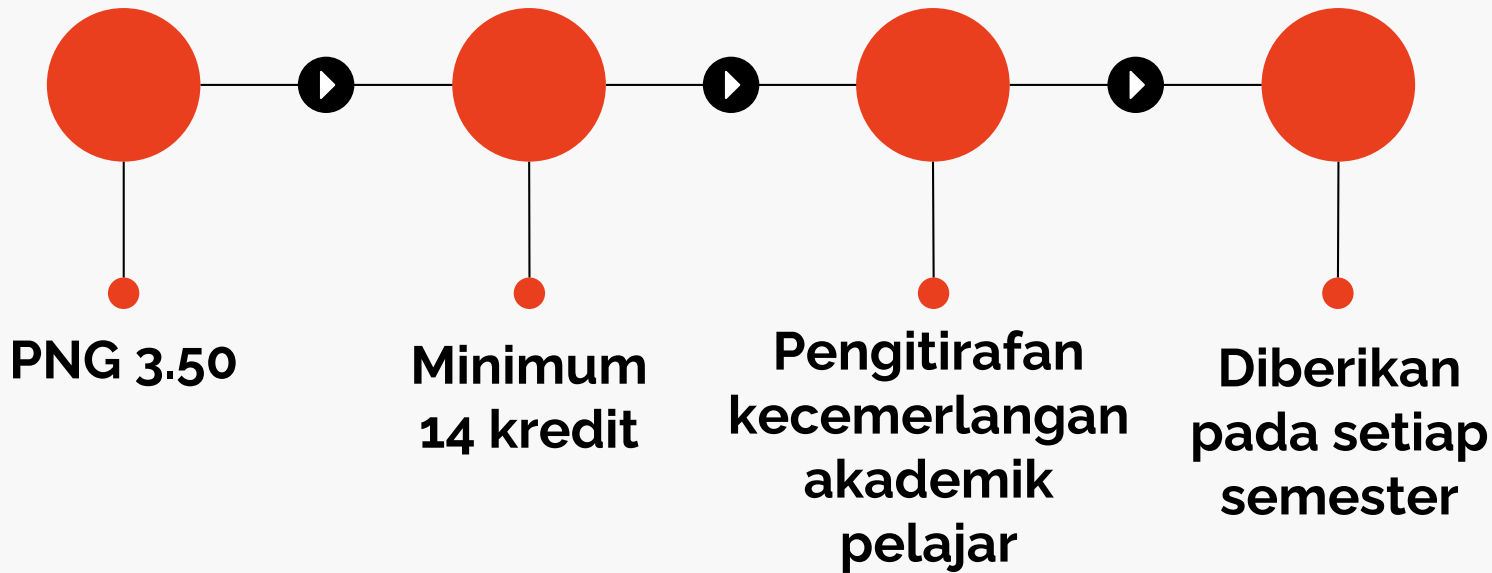 PNG 3.50
Minimum
14 kredit
Pengitirafan
kecemerlangan
akademik
pelajar
Diberikan
pada setiap
semester